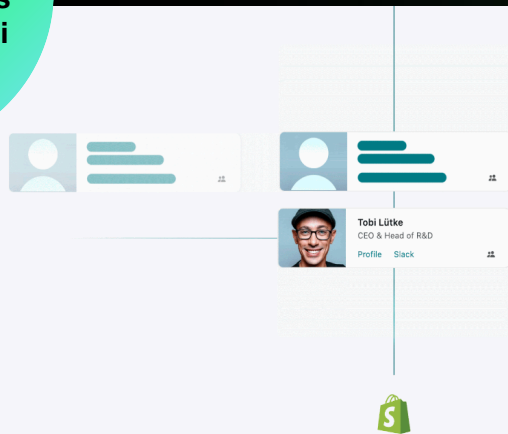 s
i
Tobi Lütke
CEO & Head of R&D
Profile Slack
S